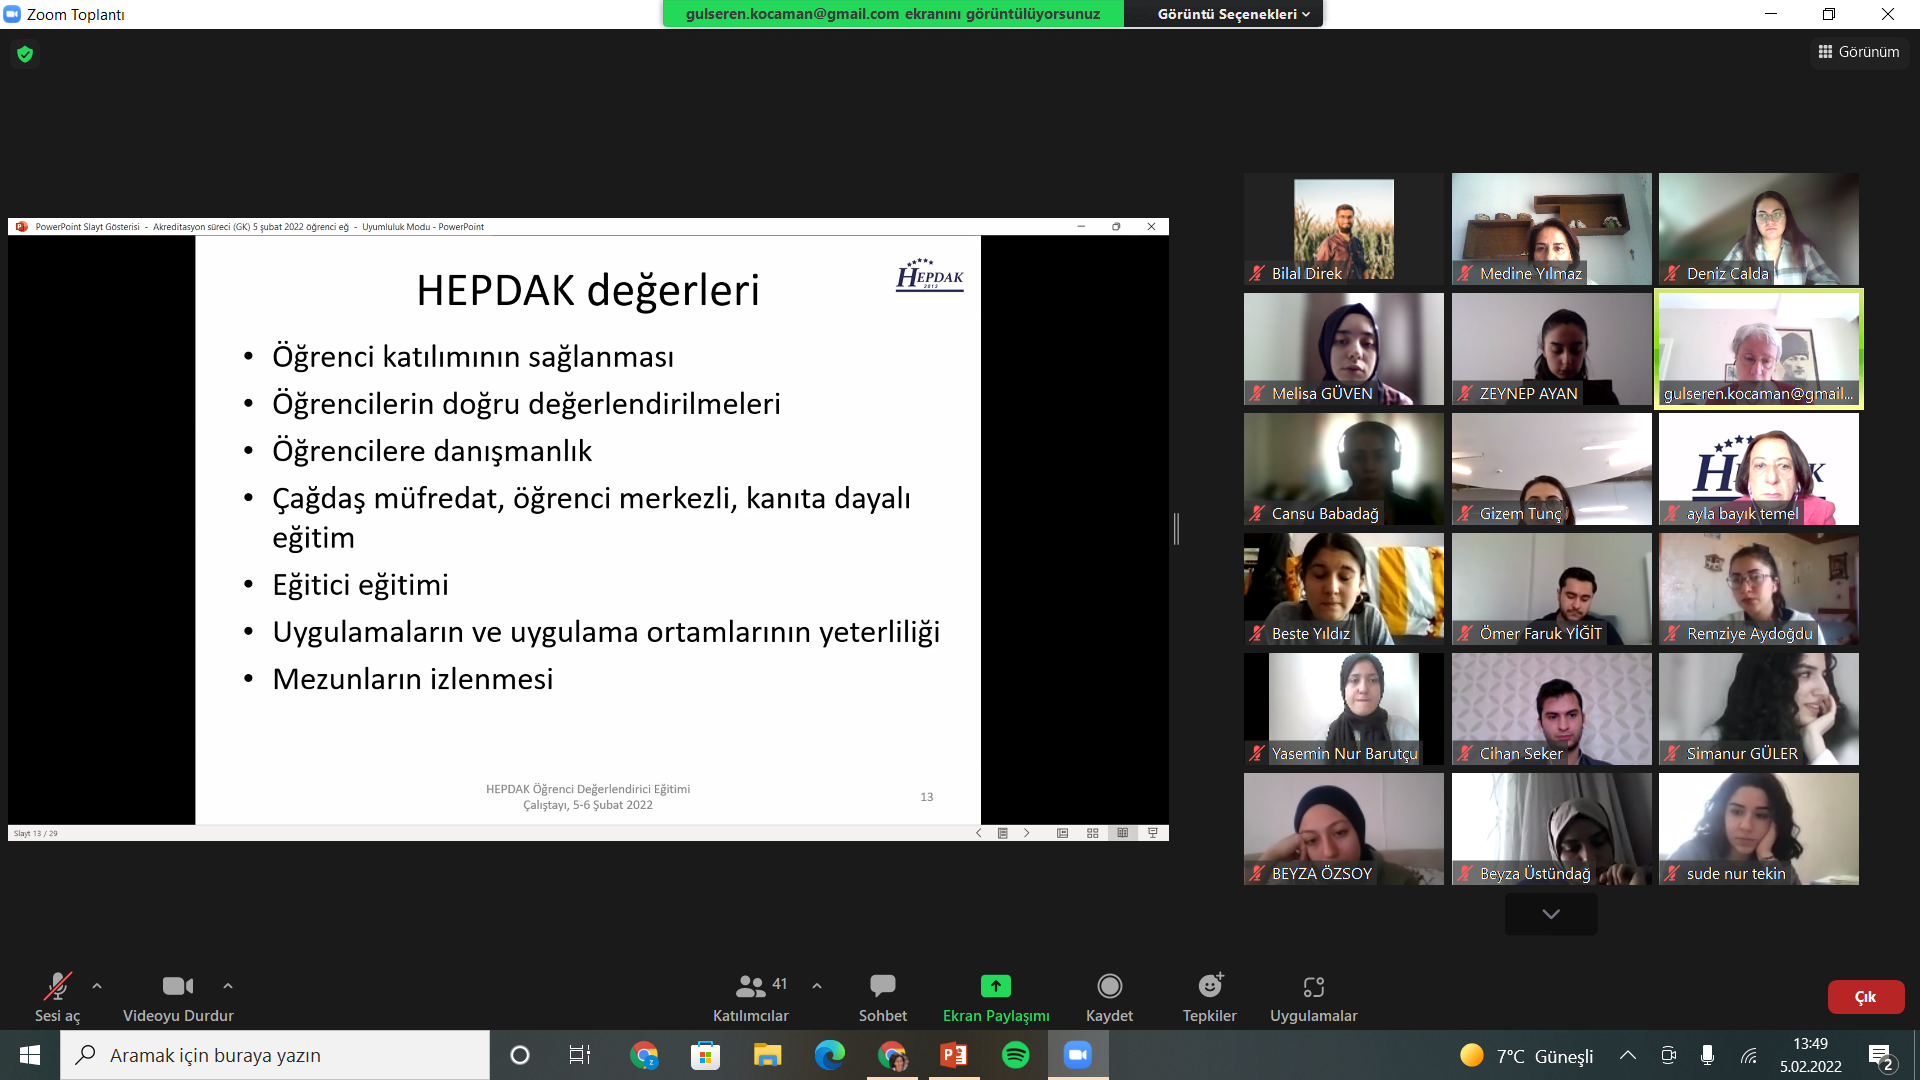 Zoom Toplantı
gulseren.kocaman@gmail.com ekranını görüntülüyorsunuz
Görüntü Seçenekleri
Görünüm
PowerPoint Slayt Gösterisi - Akreditasyon süreci (GK) 5 şubat 2022 öğrenci eğ - Uyumluluk Modu - PowerPoint
HEPDAK
2013
HEPDAK değerleri
• Öğrenci katılımının sağlanması
• Öğrencilerin doğru değerlendirilmeleri
• Öğrencilere danışmanlık
• Çağdaş müfredat, öğrenci merkezli, kanıta dayalı
eğitim
• Eğitici eğitimi
• Uygulamaların ve uygulama ortamlarının yeterliliği
• Mezunların izlenmesi
HEPDAK Öğrenci Değerlendirici Eğitimi
Çalıştayı, 5-6 Şubat 2022
13
Slayt 13 / 29
Bilal Direk
Medine Yılmaz
Deniz Calda
Melisa GÜVEN
ZEYNEP AYAN
gulseren.kocaman@gmail...
Cansu Babadağ
Gizem Tunç
ayla bayık temel
Beste Yıldız
Ömer Faruk YİĞİT
Remziye Aydoğdu
Yasemin Nur Barutçu
Cihan Seker
Simanur GÜLER
BEYZA ÖZSOY
Beyza Üstündağ
sude nur tekin
Sesi aç
Videoyu Durdur
41
Katılımcılar
Sohbet
Ekran Paylaşımı
Kaydet
Tepkiler
Uygulamalar
Çık
Aramak için buraya yazın
7°C Güneşli
13:49
5.02.2022
2